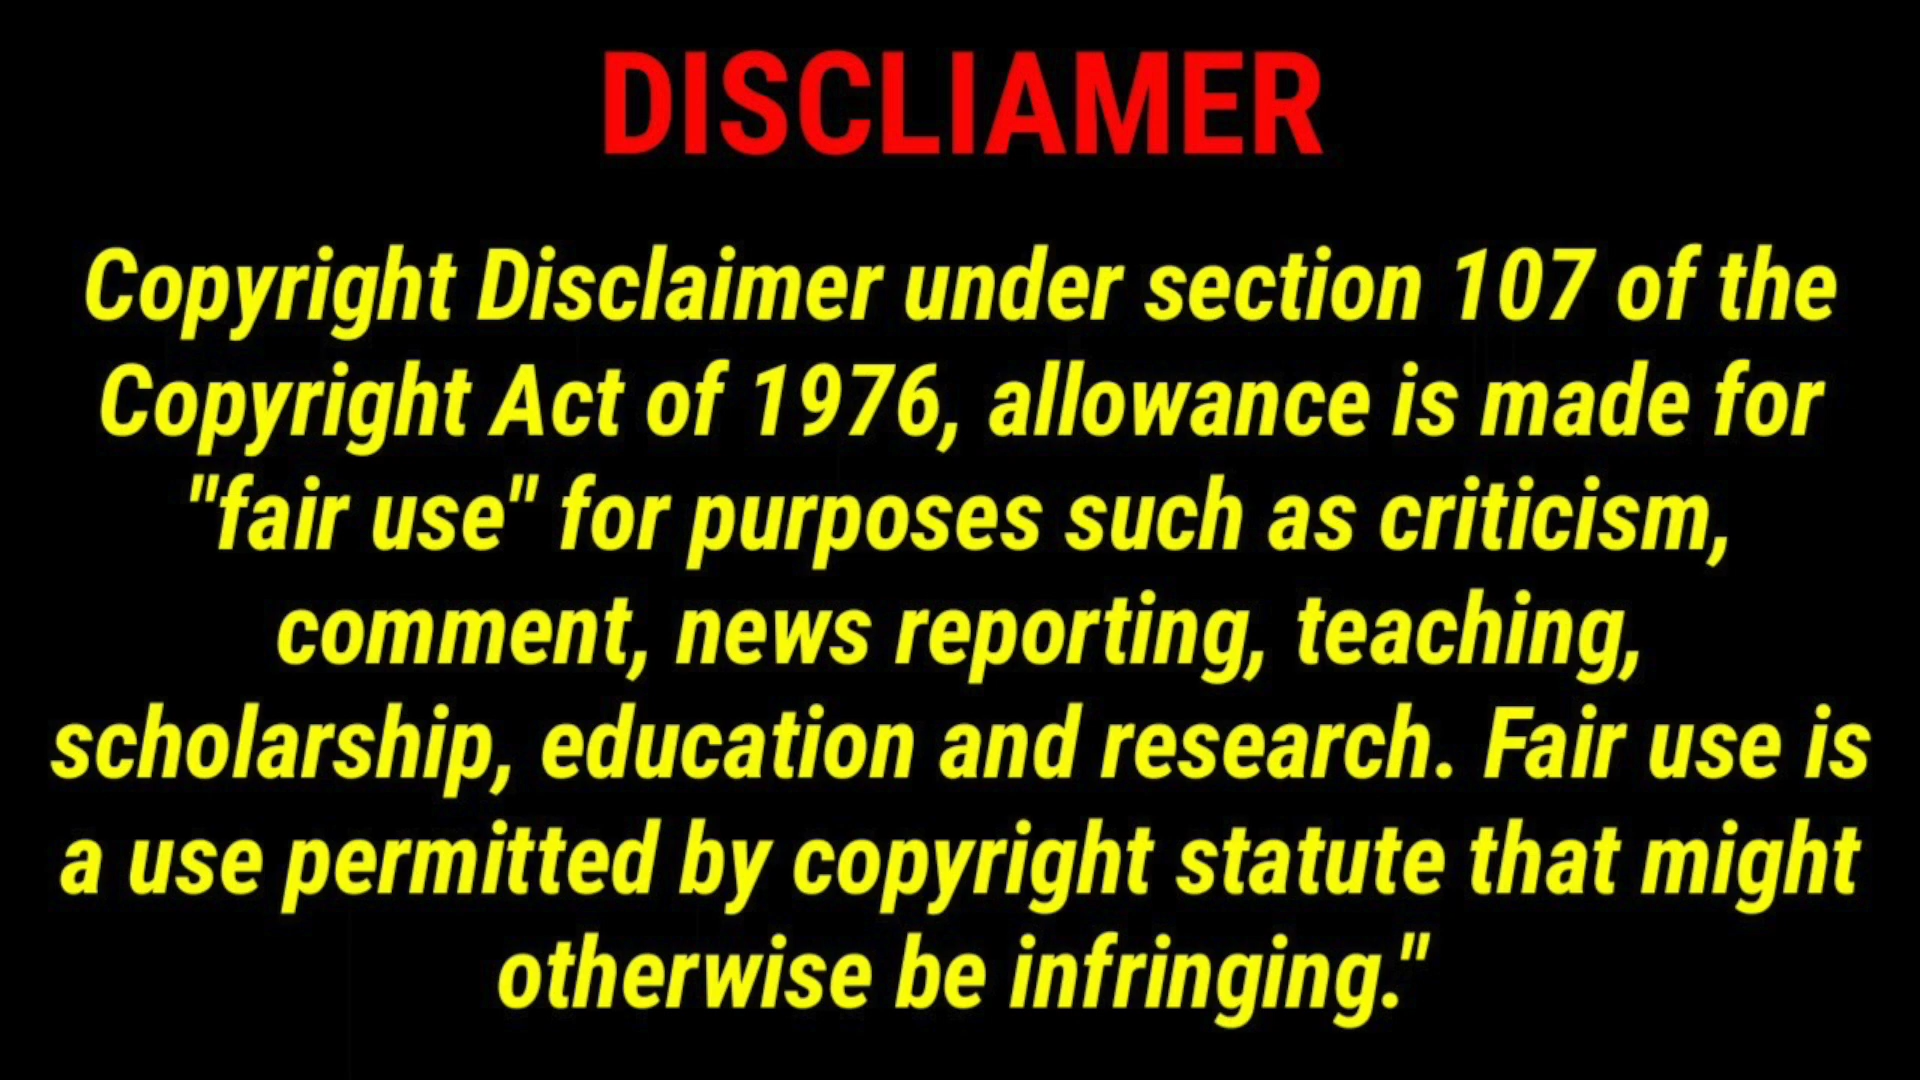 DISCLIAMER
Copyright Disclaimer under section 107 of the
Copyright Act of 1976, allowance is made for
"fair use" for purposes such as criticism,
comment, news reporting, teaching,
scholarship, education and research. Fair use is
a use permitted by copyright statute that might
otherwise be infringing."